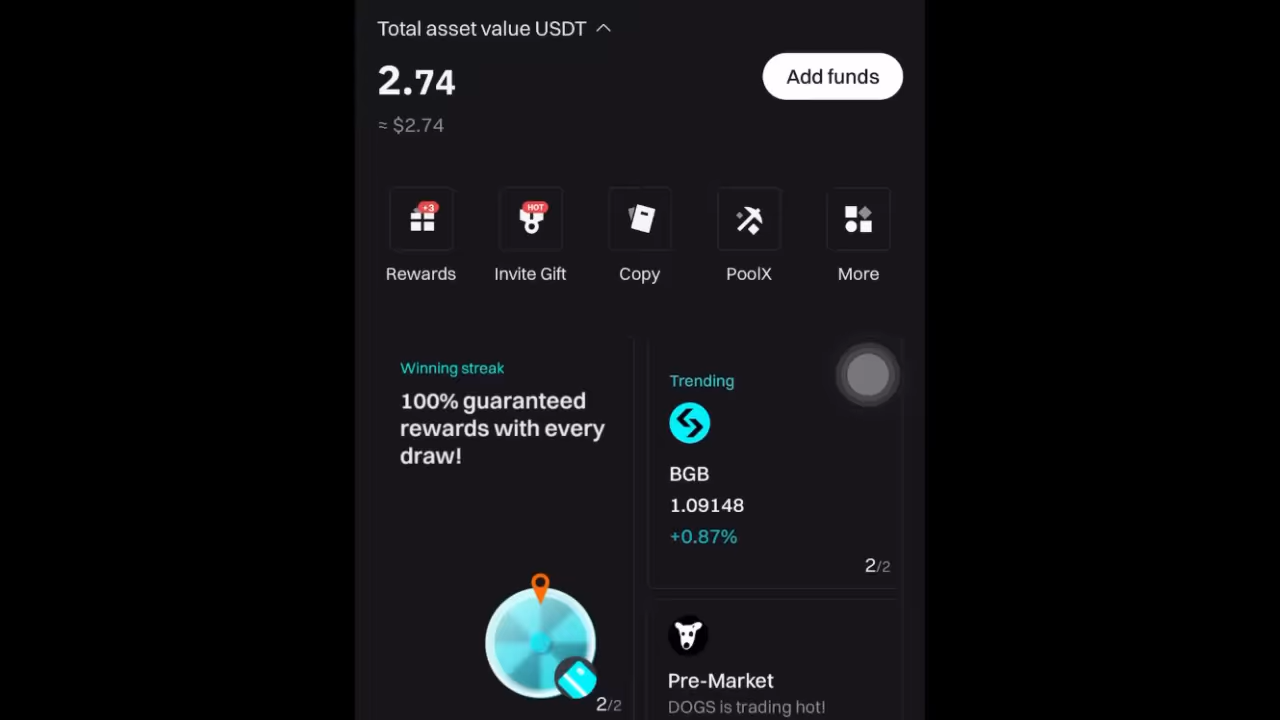 Total asset value USDT
2.74
Add funds
≈ $2.74
+3
HOT
Rewards
Invite Gift
Copy
PoolX
More
Winning streak
100% guaranteed
rewards with every
draw!
2/2
Trending
BGB
1.09148
+0.87%
2/2
Pre-Market
DOGS is trading hot!